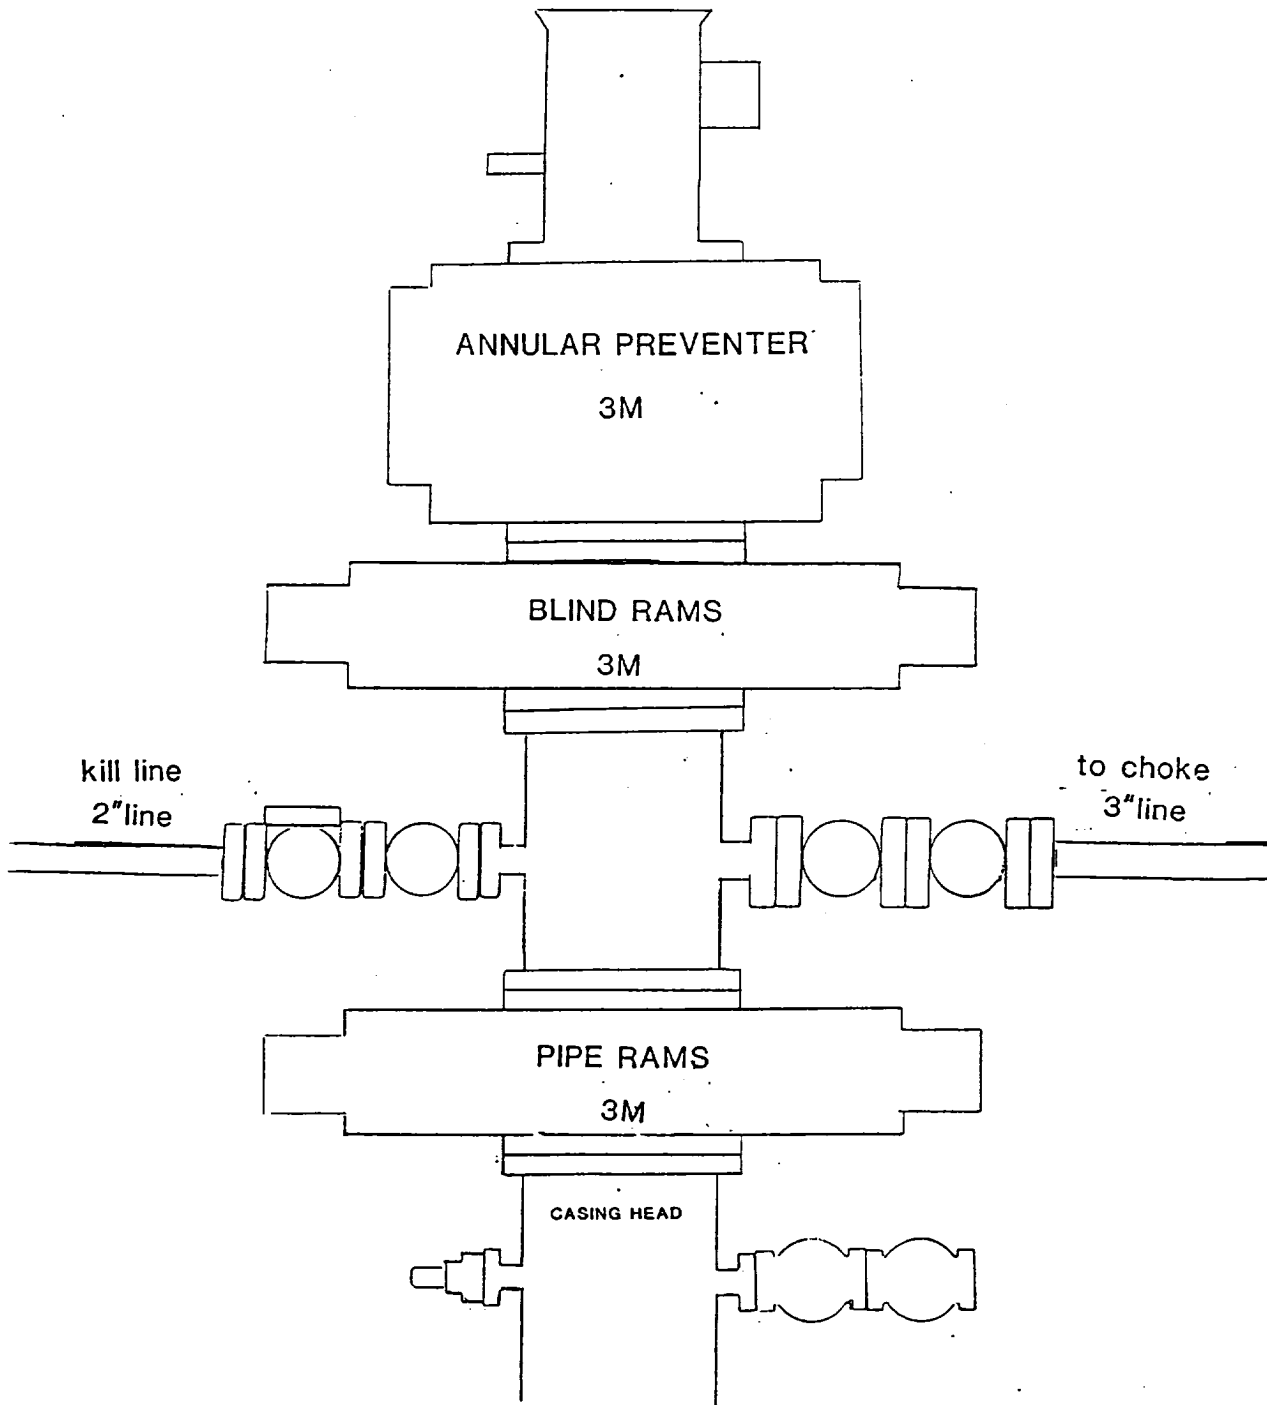 ANNULAR PREVENTER
3M
BLIND RAMS
3M
kill line
2"line
to choke
3"line
PIPE RAMS
3M
CASING HEAD